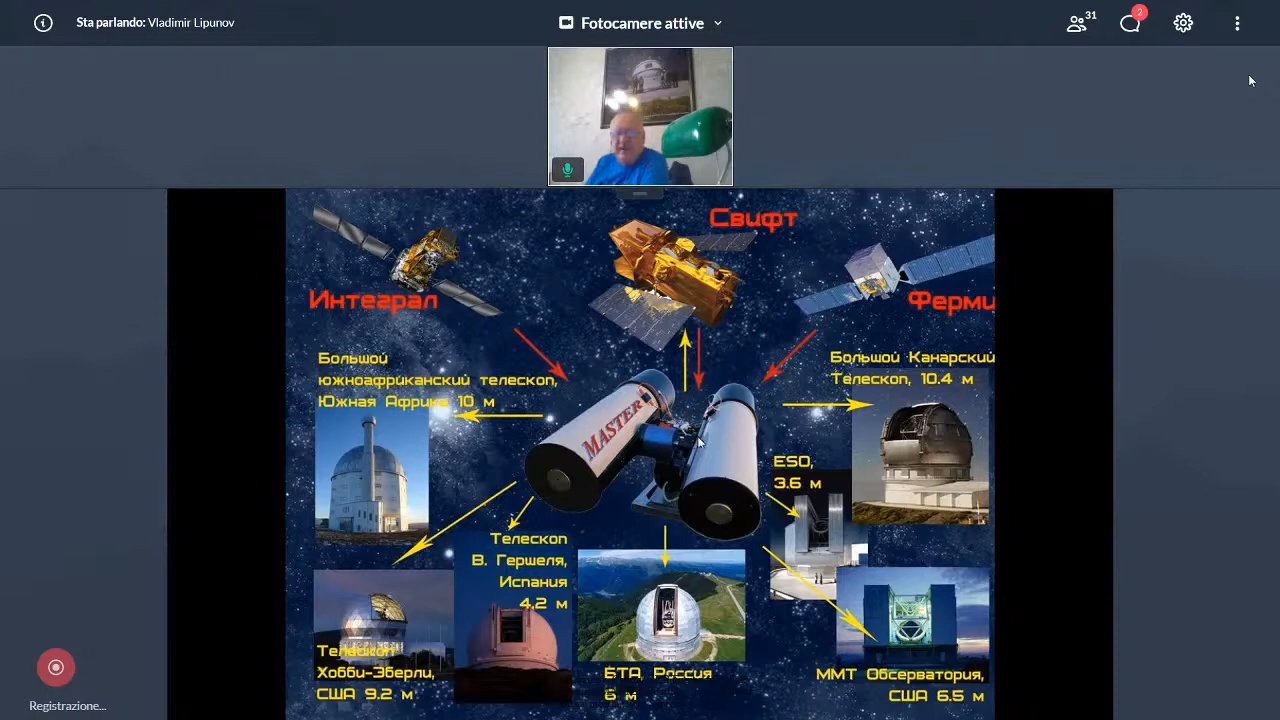 Sta parlando: Vladimir Lipunov
Fotocamere attive
31
2
Свифт
Интеграл
Ферми
Большой
южноафриканский телескоп,
Южная Африка 10 м
Большой Канарский
Телескоп, 10.4 м
MASTER
ESO,
3.6 м
Телескоп
В. Гершеля,
Испания
4.2 м
Телескоп
Хобби-Эберли,
США 9.2 м
БТА, Россия
6 м
ММТ Обсерватория,
США 6.5 м
Registrazione...